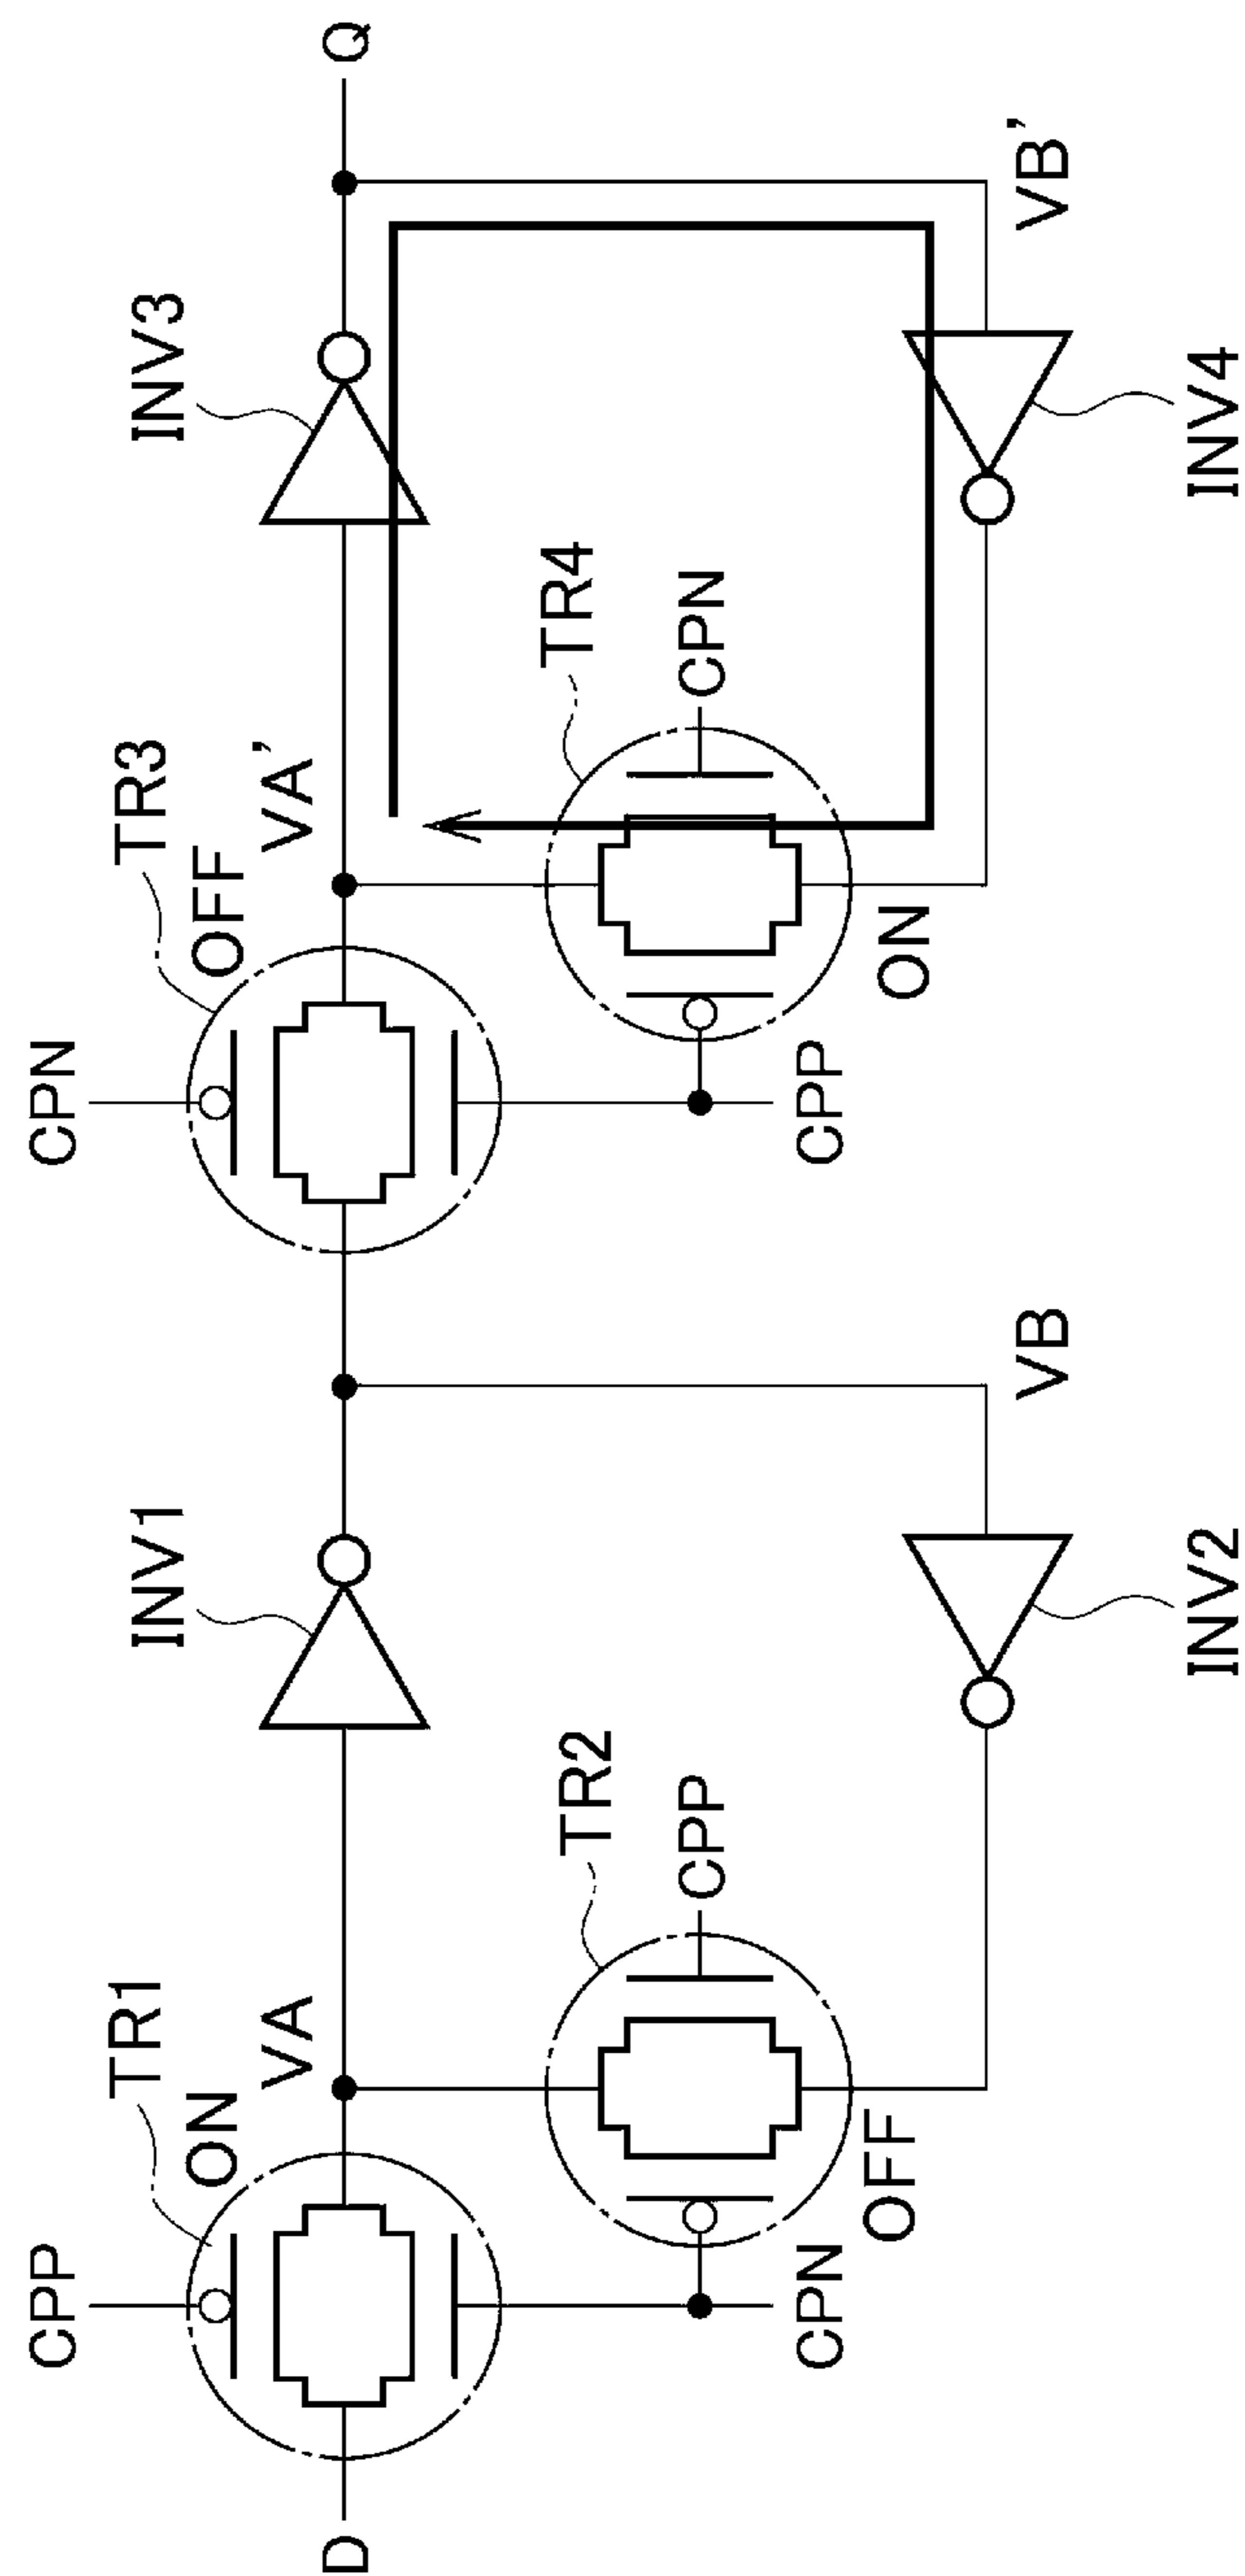 CPP
TR1
ON
VA
INV1
CPN
TR3
OFF
VA'
INV3
D
Q
TR2
CPP
CPN
OFF
INV2
VB
TR4
CPN
CPP
ON
INV4
VB'